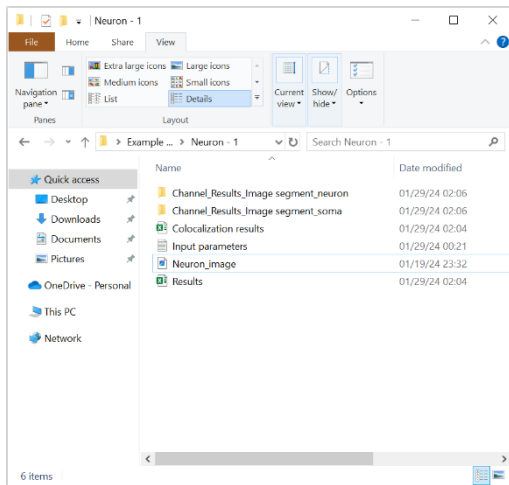 Neuron - 1
File Home Share View
Navigation pane
Extra large icons Large icons
Medium icons Small icons
List Details
Current view
Show/ hide
Options
Panes Layout
Example ... > Neuron - 1
Search Neuron - 1
Name Date modified
Quick access
Desktop
Downloads
Documents
Pictures
OneDrive - Personal
This PC
Network
Channel_Results_Image segment_neuron 01/29/24 02:06
Channel_Results_Image segment_soma 01/29/24 02:06
Colocalization results 01/29/24 02:04
Input parameters 01/29/24 00:21
Neuron_image 01/19/24 23:32
Results 01/29/24 02:04
6 items